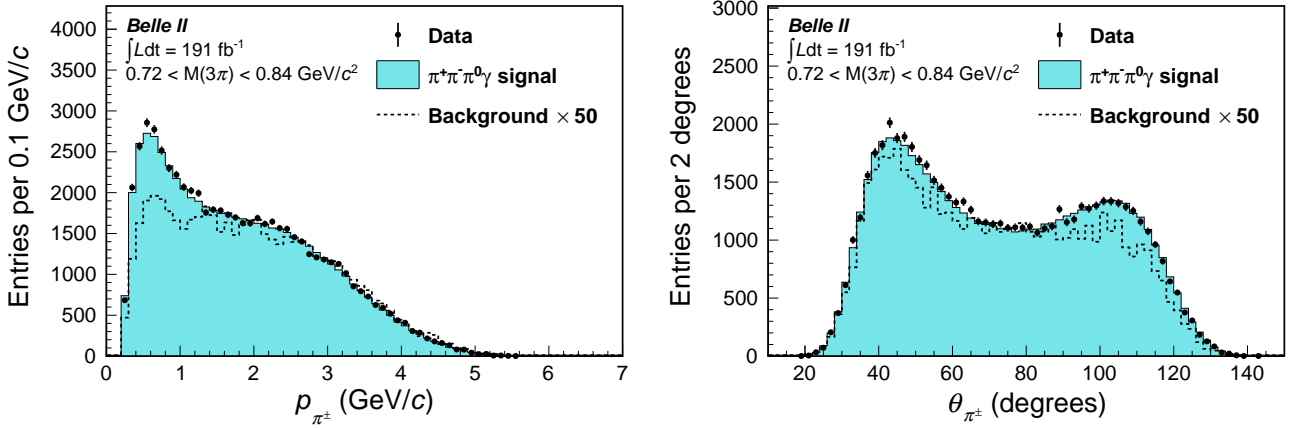 Belle II
∫Ldt = 191 fb⁻¹
0.72 < M(3π) < 0.84 GeV/c²
Data
π⁺π⁻π⁰γ signal
Background × 50
Entries per 0.1 GeV/c
4000
3500
3000
2500
2000
1500
1000
500
0
0 1 2 3 4 5 6 7
p_π± (GeV/c)
Belle II
∫Ldt = 191 fb⁻¹
0.72 < M(3π) < 0.84 GeV/c²
Data
π⁺π⁻π⁰γ signal
Background × 50
Entries per 2 degrees
3000
2500
2000
1500
1000
500
0
20 40 60 80 100 120 140
θ_π± (degrees)